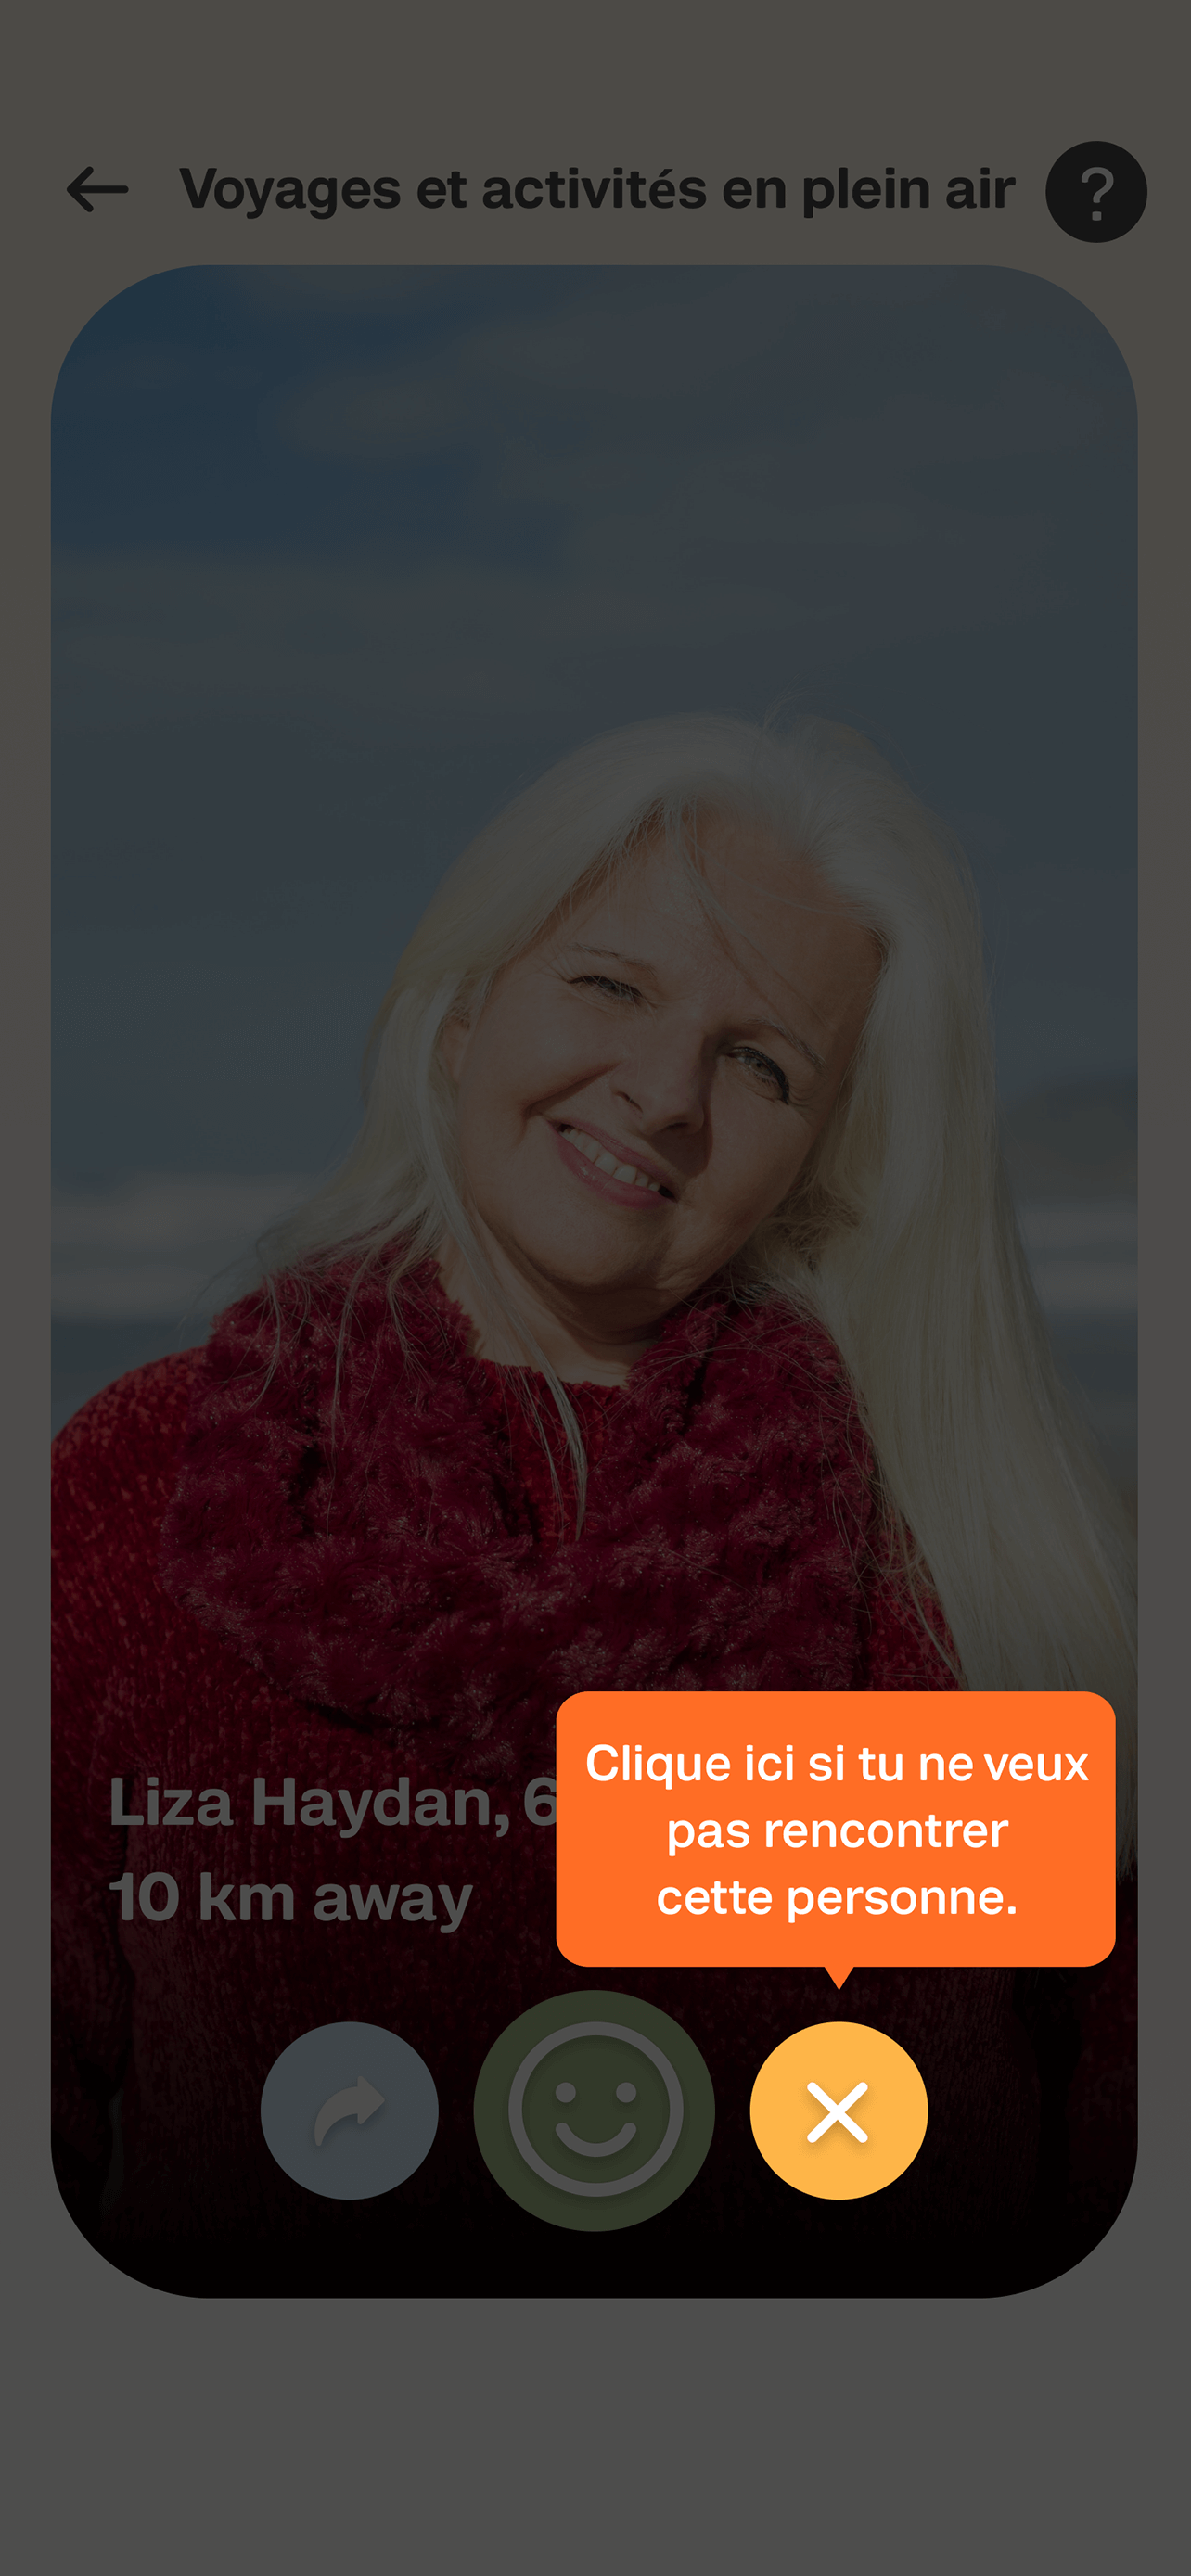 Voyages et activités en plein air
?
Liza Haydan, 6
10 km away
Clique ici si tu ne veux
pas rencontrer
cette personne.